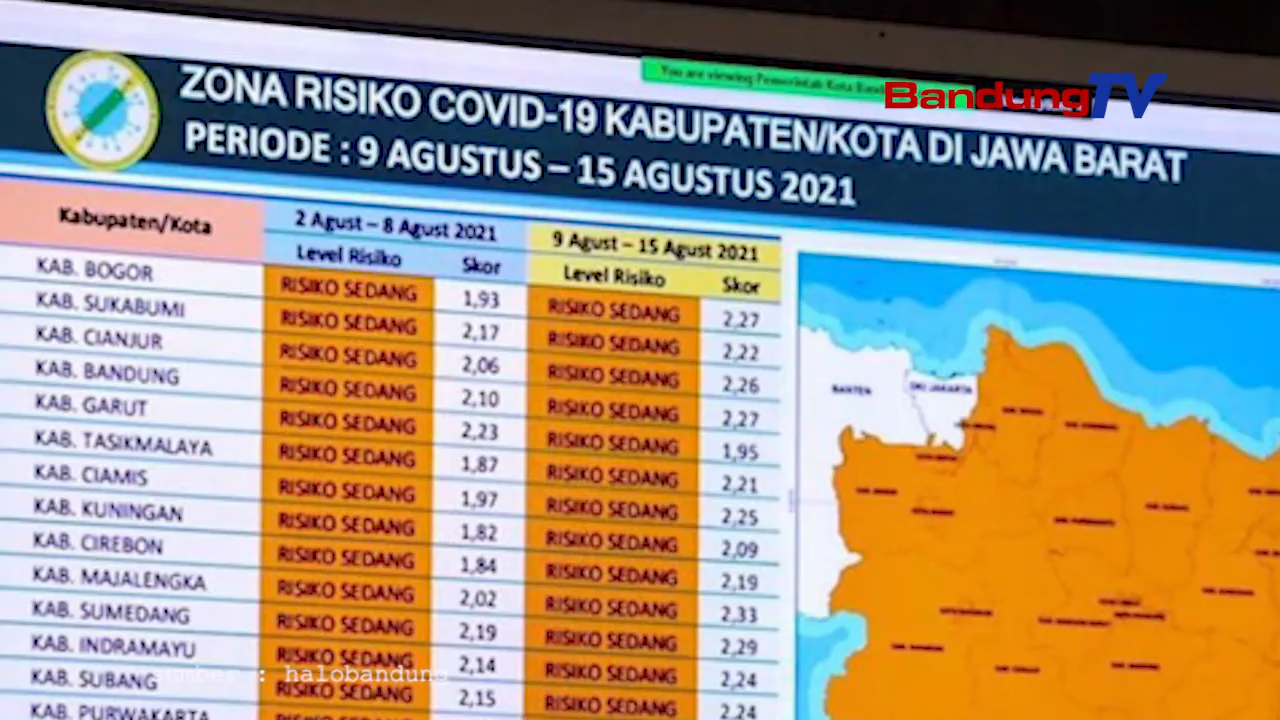 You are viewing Pemerintah Kota
BandungTV
ZONA RISIKO COVID-19 KABUPATEN/KOTA DI JAWA BARAT
PERIODE : 9 AGUSTUS – 15 AGUSTUS 2021
Kabupaten/Kota 2 Agust – 8 Agust 2021 9 Agust – 15 Agust 2021
Level Risiko Skor Level Risiko Skor
KAB. BOGOR RISIKO SEDANG 1,93 RISIKO SEDANG 2,27
KAB. SUKABUMI RISIKO SEDANG 2,17 RISIKO SEDANG 2,22
KAB. CIANJUR RISIKO SEDANG 2,06 RISIKO SEDANG 2,26
KAB. BANDUNG RISIKO SEDANG 2,10 RISIKO SEDANG 2,27
KAB. GARUT RISIKO SEDANG 2,23 RISIKO SEDANG 1,95
KAB. TASIKMALAYA RISIKO SEDANG 1,87 RISIKO SEDANG 2,21
KAB. CIAMIS RISIKO SEDANG 1,97 RISIKO SEDANG 2,25
KAB. KUNINGAN RISIKO SEDANG 1,82 RISIKO SEDANG 2,09
KAB. CIREBON RISIKO SEDANG 1,84 RISIKO SEDANG 2,19
KAB. MAJALENGKA RISIKO SEDANG 2,02 RISIKO SEDANG 2,33
KAB. SUMEDANG RISIKO SEDANG 2,19 RISIKO SEDANG 2,29
KAB. INDRAMAYU RISIKO SEDANG 2,14 RISIKO SEDANG 2,24
KAB. SUBANG RISIKO SEDANG 2,15 RISIKO SEDANG 2,24
KAB. PURWAKARTA
BANTEN
DKI JAKARTA
sumber : halobandung